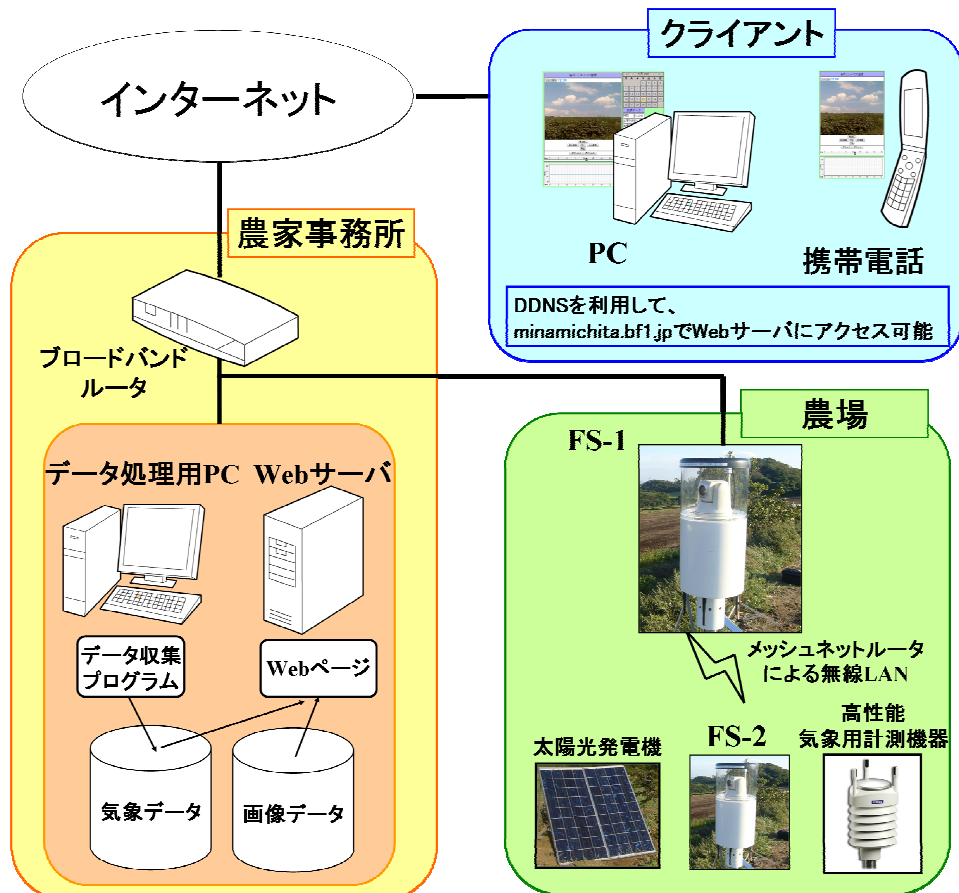 クライアント
インターネット
PC
携帯電話
DDNSを利用して、
minamichita.bf1.jpでWebサーバにアクセス可能
農家事務所
ブロードバンド
ルータ
データ処理用PC
Webサーバ
データ収集
プログラム
Webページ
気象データ
画像データ
農場
FS-1
メッシュネットルータ
による無線LAN
太陽光発電機
FS-2
高性能
気象用計測機器